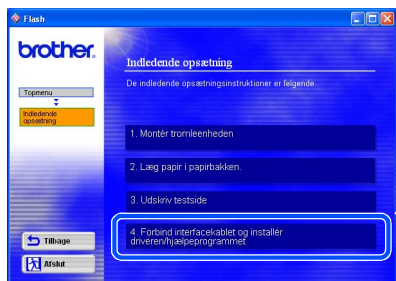 Flash
brother.
Indledende opsætning
De indledende opsætningsinstruktioner er følgende.
Topmenu
Indledende
opsætning
1. Montér tromleenheden
2. Læg papir i papirbakken.
3. Udskriv testside
4. Forbind interfacekablet og installér
driveren/hjælpeprogrammet
Tilbage
Afslut